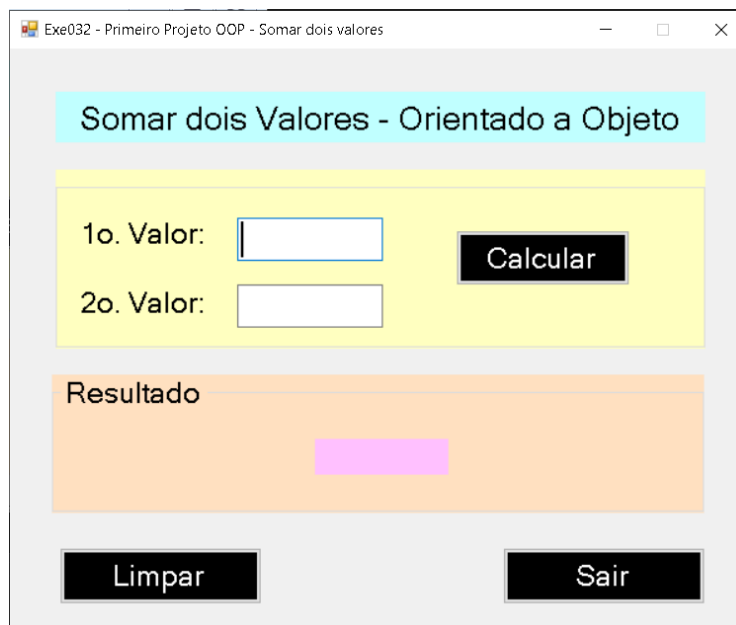 Exe032 - Primeiro Projeto OOP - Somar dois valores
Somar dois Valores - Orientado a Objeto
1o. Valor:
Calcular
2o. Valor:
Resultado
Limpar
Sair